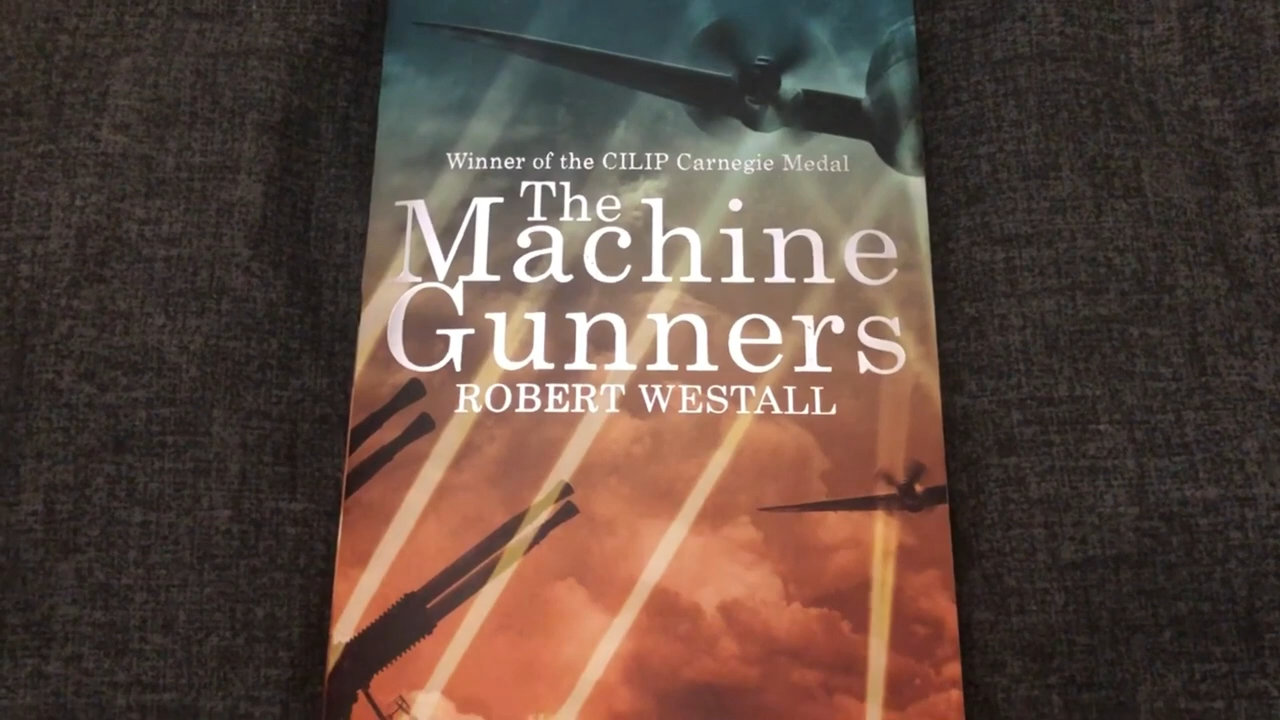 Winner of the CILIP Carnegie Medal
The
Machine
Gunners
ROBERT WESTALL